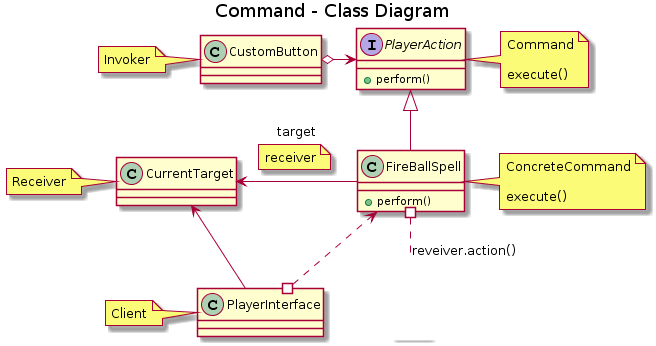 Command - Class Diagram
Invoker
C CustomButton
I PlayerAction
perform()
Command
execute()
target
receiver
Receiver
C CurrentTarget
C FireBallSpell
perform()
ConcreteCommand
execute()
reveiver.action()
Client
C PlayerInterface